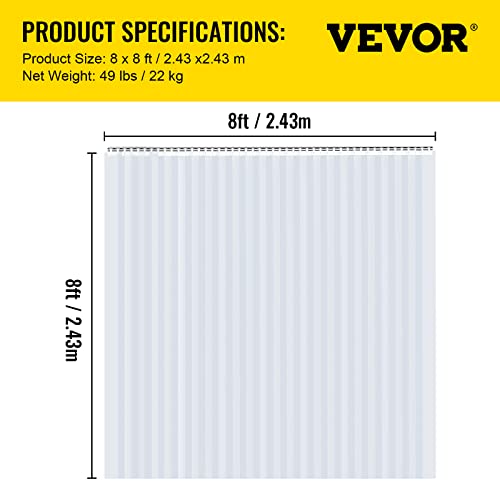 PRODUCT SPECIFICATIONS:
Product Size: 8 x 8 ft / 2.43 x2.43 m
Net Weight: 49 lbs / 22 kg
VEVOR®
8ft / 2.43m
8ft / 2.43m